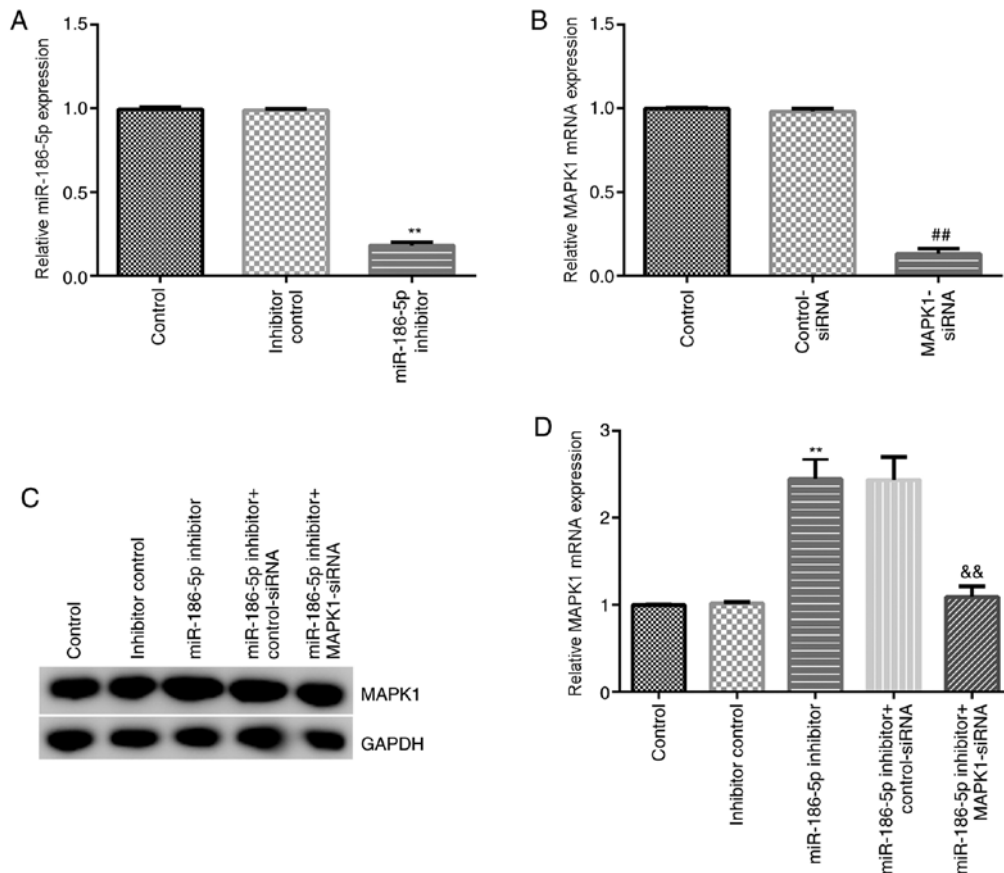 A
Relative miR-186-5p expression
1.5
1.0
0.5
0.0
**
Control
Inhibitor
control
miR-186-5p
inhibitor
B
Relative MAPK1 mRNA expression
1.5
1.0
0.5
0.0
##
Control
Control-
siRNA
MAPK1-
siRNA
C
Control
Inhibitor control
miR-186-5p inhibitor
miR-186-5p inhibitor+
control-siRNA
miR-186-5p inhibitor+
MAPK1-siRNA
MAPK1
GAPDH
D
Relative MAPK1 mRNA expression
3
2
1
0
**
&&
Control
Inhibitor control
miR-186-5p inhibitor
miR-186-5p inhibitor+
control-siRNA
miR-186-5p inhibitor+
MAPK1-siRNA